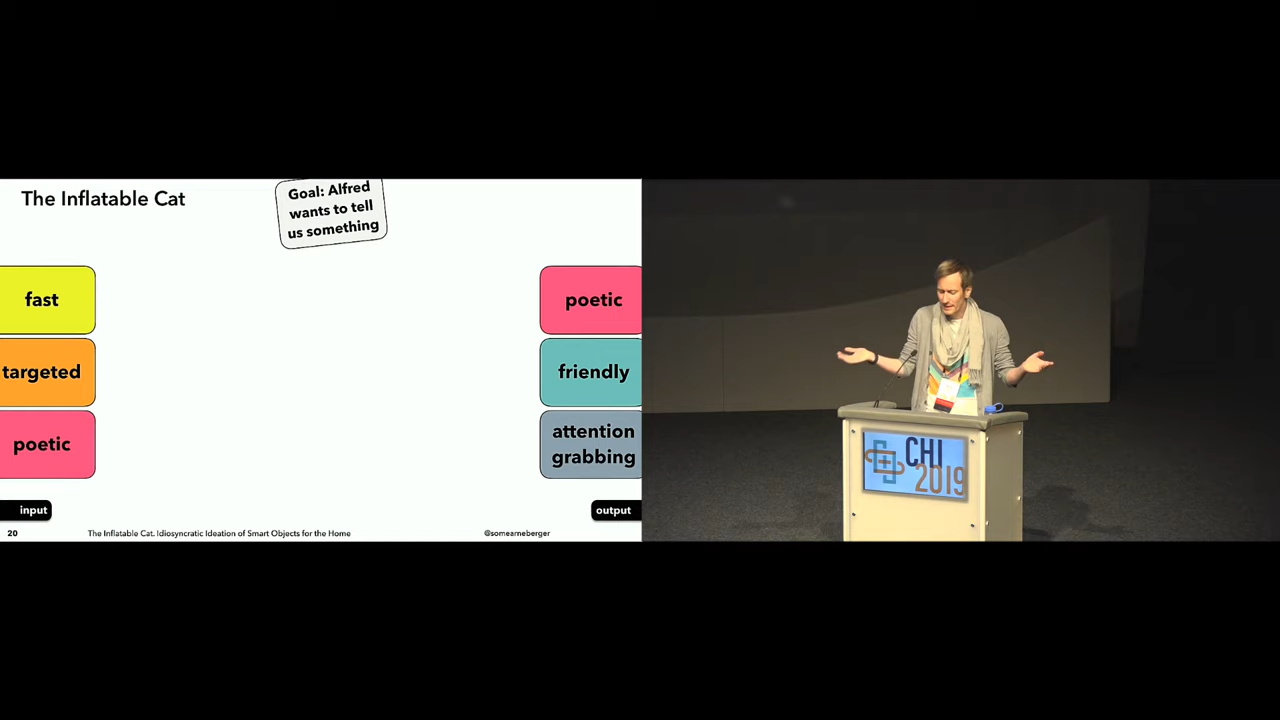 The Inflatable Cat
Goal: Alfred
wants to tell
us something
fast
targeted
poetic
input
poetic
friendly
attention
grabbing
output
20
The Inflatable Cat. Idiosyncratic Ideation of Smart Objects for the Home
@somearneberger
CHI
2019